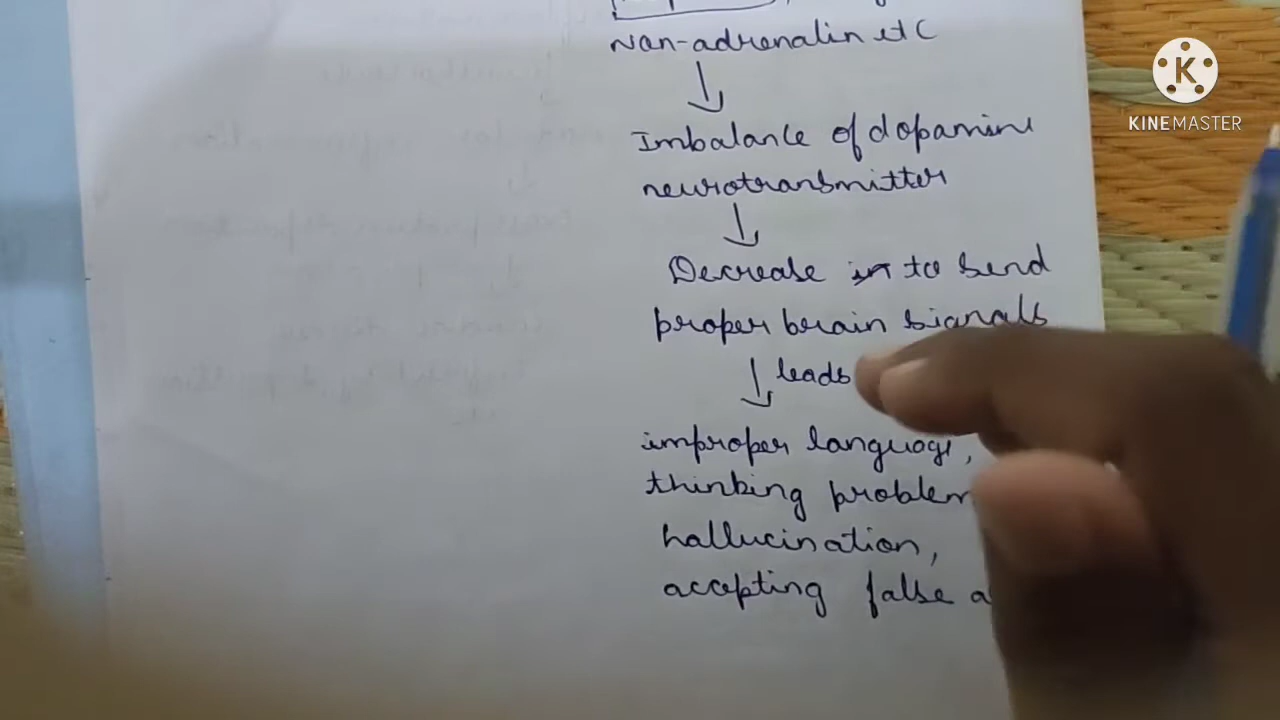 Nan-adrenalin etc
Imbalance of dopamine
neurotransmitter
Decrease to send
proper brain signals
leads
improper language,
thinking problem
hallucination,
accepting false
K
KINEMASTER